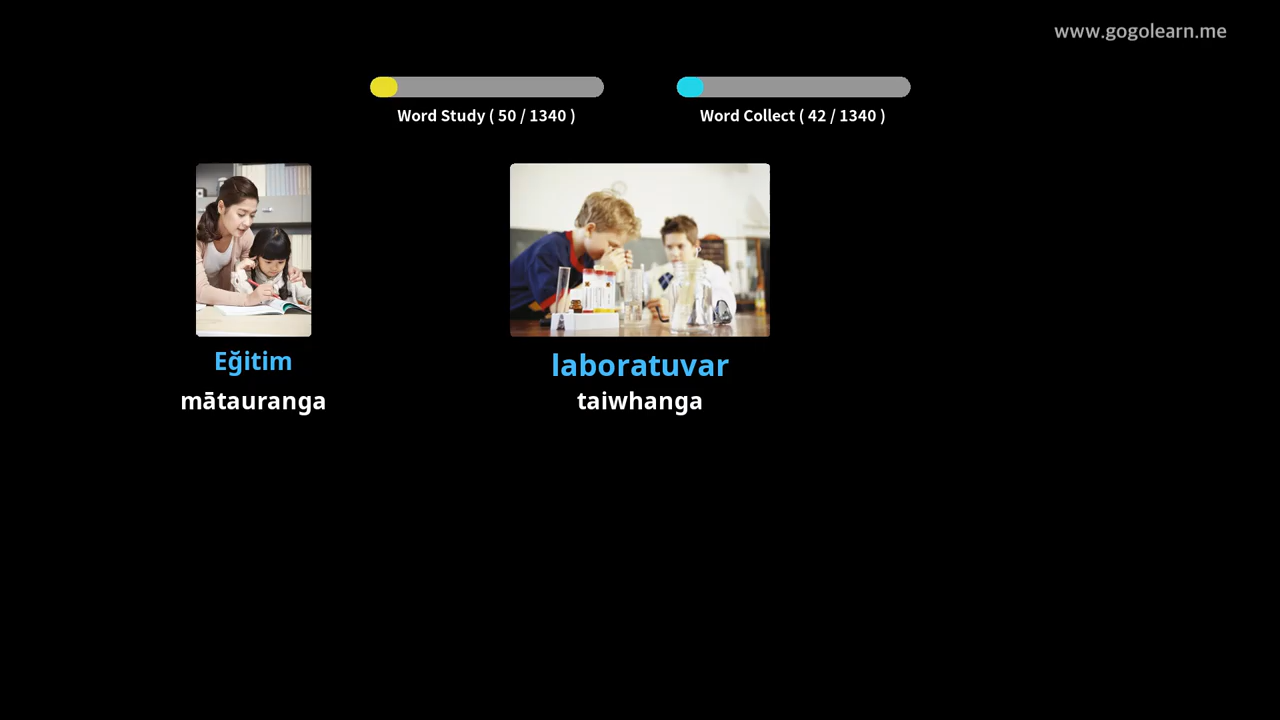 www.gogolearn.me
Word Study ( 50 / 1340 )
Word Collect ( 42 / 1340 )
Eğitim
mātauranga
laboratuvar
taiwhanga